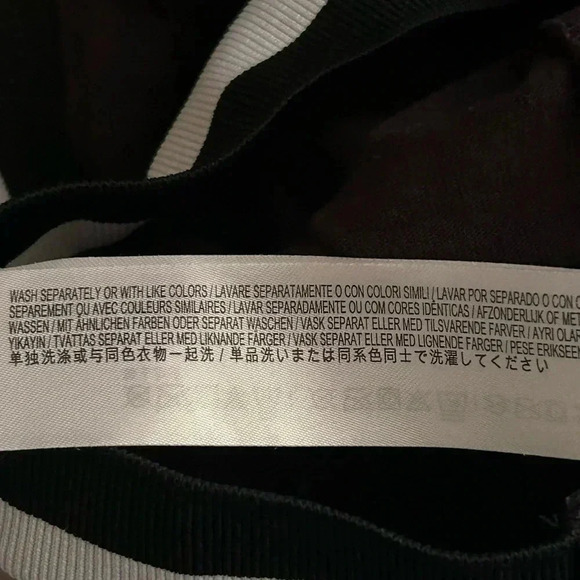 WASH SEPARATELY OR WITH LIKE COLORS / LAVARE SEPARATAMENTE O CON COLORI SIMILI / LAVAR POR SEPARADO O CON C
SEPAREMENT OU AVEC COULEURS SIMILAIRES / LAVAR SEPARADAMENTE OU COM CORES IDÊNTICAS / AFZONDERLIJK OF MET
WASSEN / MIT ÄHNLICHEN FARBEN ODER SEPARAT WASCHEN / VASK SEPARAT ELLER MED TILSVARENDE FARVER / AYRI OLAR
YIKAYIN / TVÄTTAS SEPARAT ELLER MED LIKNANDE FÄRGER / VASK SEPARAT ELLER MED LIGNENDE FARGER / PESE ERIKSEEN
单独洗涤或与同色衣物一起洗 / 单品洗いまたは同系色同士で洗濯してください